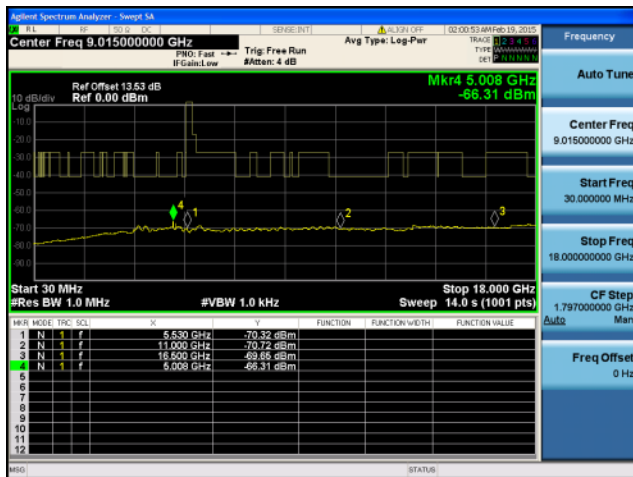 Agilent Spectrum Analyzer - Swept SA
RL RF 50 Ω DC SENSE:INT ALIGN OFF 02:00:53 AM Feb 19, 2015
Center Freq 9.015000000 GHz
PNO: Fast
IFGain:Low
Trig: Free Run
#Atten: 4 dB
Avg Type: Log-Pwr
TRACE 1 2 3 4 5 6
TYPE
DET P N N N N N
Ref Offset 13.53 dB
Ref 0.00 dBm
10 dB/div
Log
Mkr4 5.008 GHz
-66.31 dBm
-10.0
-20.0
-30.0
-40.0
-50.0
-60.0
-70.0
-80.0
-90.0
4
1
2
3
Start 30 MHz
Stop 18.000 GHz
#Res BW 1.0 MHz #VBW 1.0 kHz Sweep 14.0 s (1001 pts)
MKR MODE TRC SCL X Y FUNCTION FUNCTION WIDTH FUNCTION VALUE
1 N 1 f 5.530 GHz -70.32 dBm
2 N 1 f 11.000 GHz -70.72 dBm
3 N 1 f 16.500 GHz -69.65 dBm
4 N 1 f 5.008 GHz -66.31 dBm
5
6
7
8
9
10
11
12
MSG STATUS
Frequency
Auto Tune
Center Freq
9.015000000 GHz
Start Freq
30.000000 MHz
Stop Freq
18.000000000 GHz
CF Step
1.797000000 GHz
Auto Man
Freq Offset
0 Hz